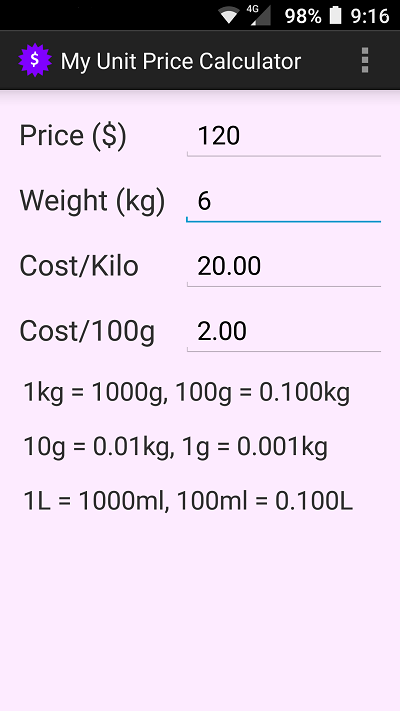 4G 98% 9:16
$ My Unit Price Calculator
Price ($) 120
Weight (kg) 6
Cost/Kilo 20.00
Cost/100g 2.00
1kg = 1000g, 100g = 0.100kg
10g = 0.01kg, 1g = 0.001kg
1L = 1000ml, 100ml = 0.100L